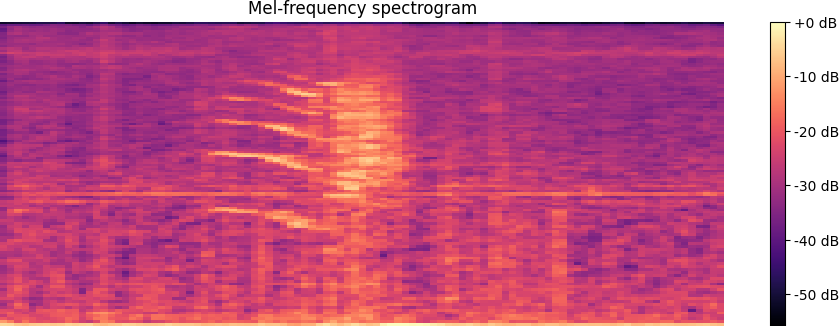 Mel-frequency spectrogram
+0 dB
-10 dB
-20 dB
-30 dB
-40 dB
-50 dB